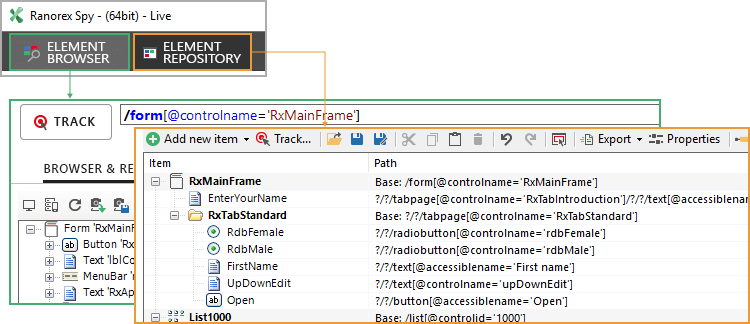 Ranorex Spy - (64bit) - Live
ELEMENT BROWSER
ELEMENT REPOSITORY
TRACK
/form[@controlname='RxMainFrame']
BROWSER & RE
Form 'RxMainF
Button 'Rx
Text 'lblCo
MenuBar 'm
Text 'RxAp
Add new item
Track...
Export
Properties
Item Path
RxMainFrame Base: /form[@controlname='RxMainFrame']
EnterYourName ?/?/tabpage[@controlname='RxTabIntroduction']/?/?/text[@accessiblenam
RxTabStandard Base: ?/?/tabpage[@controlname='RxTabStandard']
RdbFemale ?/?/radiobutton[@controlname='rdbFemale']
RdbMale ?/?/radiobutton[@controlname='rdbMale']
FirstName ?/?/text[@accessiblename='First name']
UpDownEdit ?/?/text[@controlname='upDownEdit']
Open ?/?/button[@accessiblename='Open']
List1000 Base: /list[@controlid='1000']